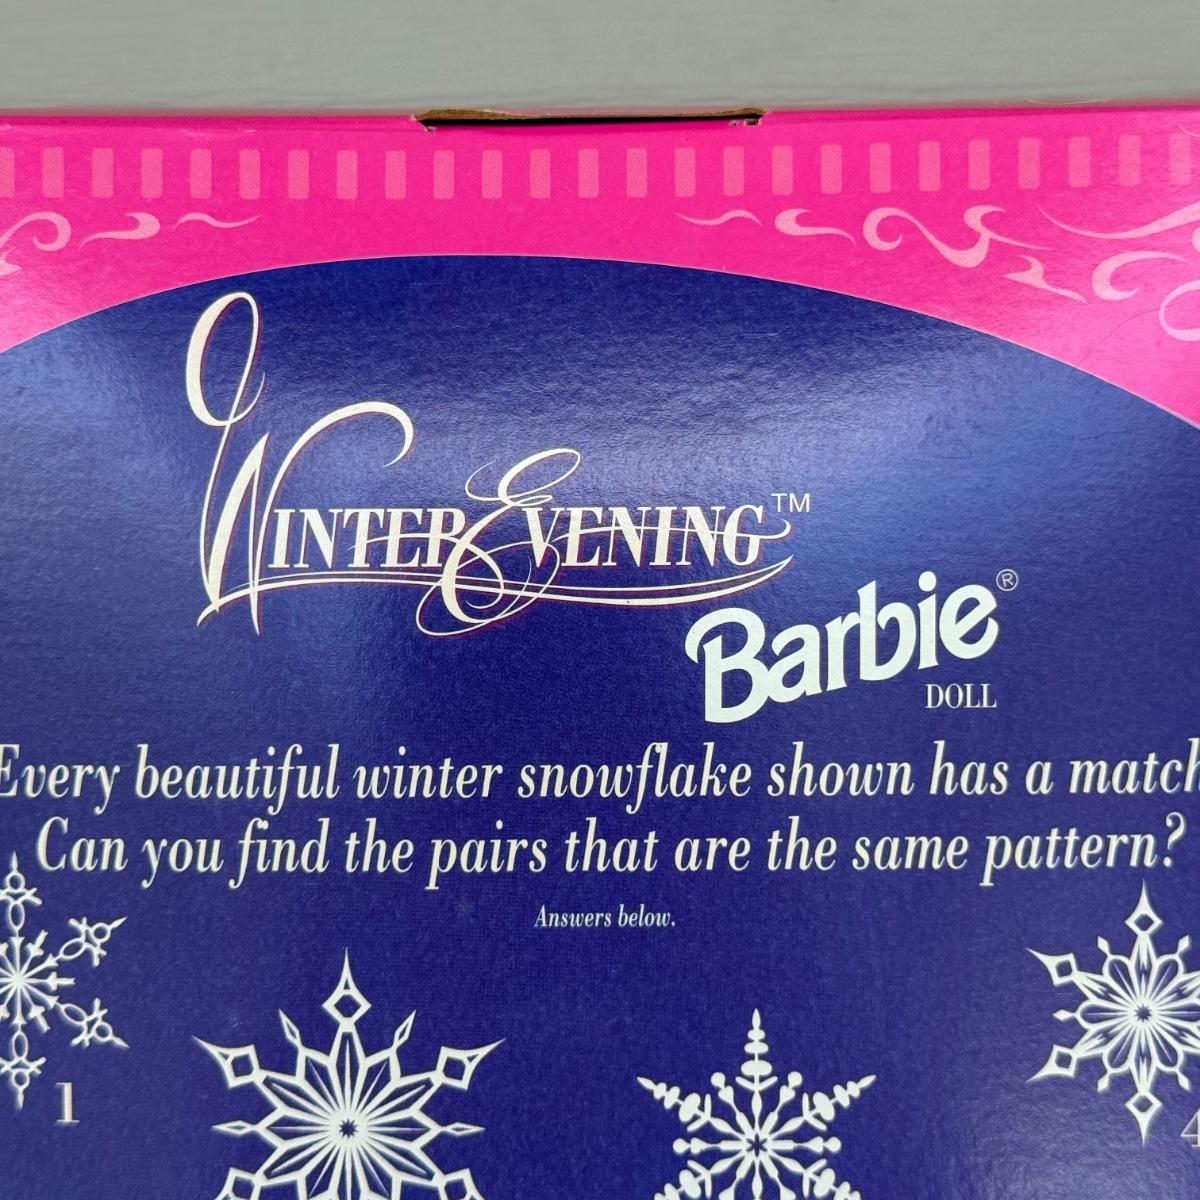 WINTER EVENING™
Barbie®
DOLL
Every beautiful winter snowflake shown has a match
Can you find the pairs that are the same pattern?
Answers below.
1
4